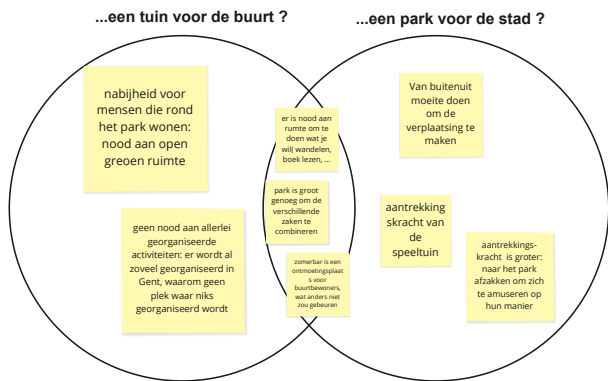 ...een tuin voor de buurt ?
...een park voor de stad ?
nabijheid voor
mensen die rond
het park wonen:
nood aan open
greoen ruimte
geen nood aan allerlei
georganiseerde
activiteiten: er wordt al
zoveel georganiseerd in
Gent, waarom geen
plek waar niks
georganiseerd wordt
er is nood aan
rumte om te
doen wat je
wil( wandelen,
boek lezen, ...
park is groot
genoeg om de
verschillende
zaken te
combineren
zomerbar is een
ontmoetingsplaat
s voor
buurtbewoners,
wat anders niet
zou gebeuren
Van buitenuit
moeite doen
om de
verplaatsing te
maken
aantrekking
skracht van
de
speeltuin
aantrekkings-
kracht is groter:
naar het park
afzakken om zich
te amuseren op
hun manier